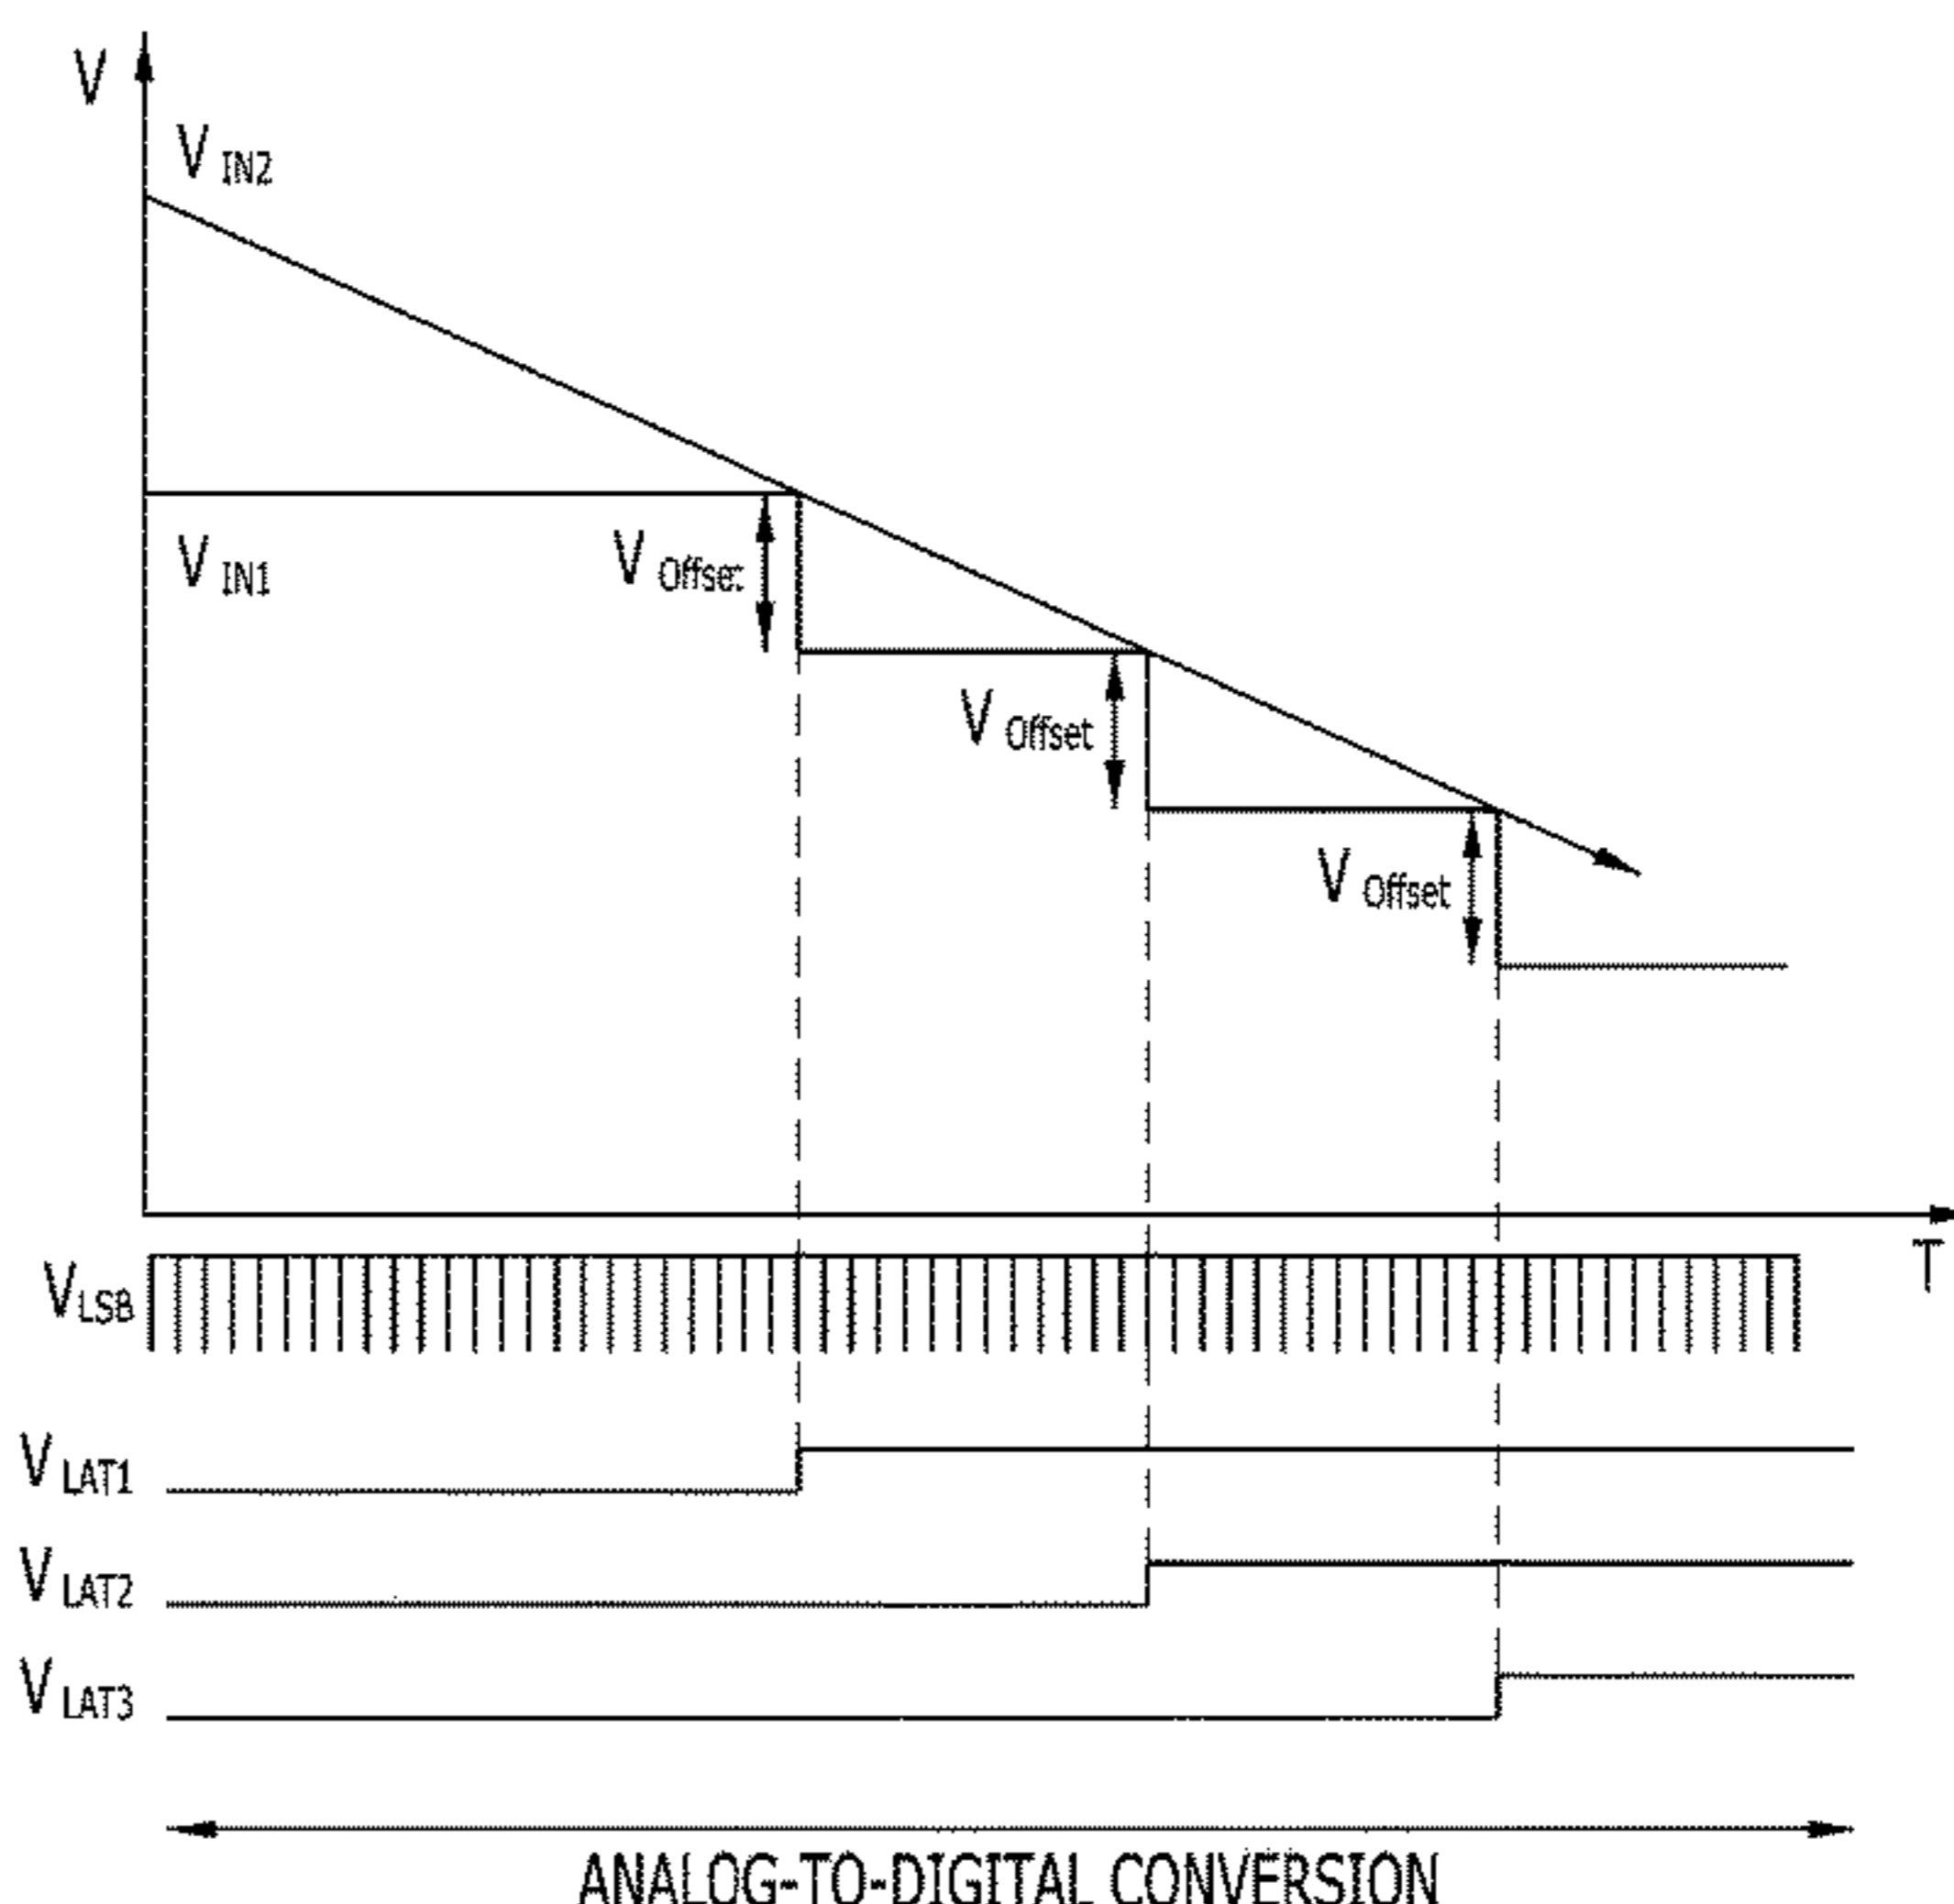 V
V IN2
V IN1
V Offset
V Offset
V Offset
T
VLSB
V LAT1
V LAT2
V LAT3
ANALOG-TO-DIGITAL CONVERSION